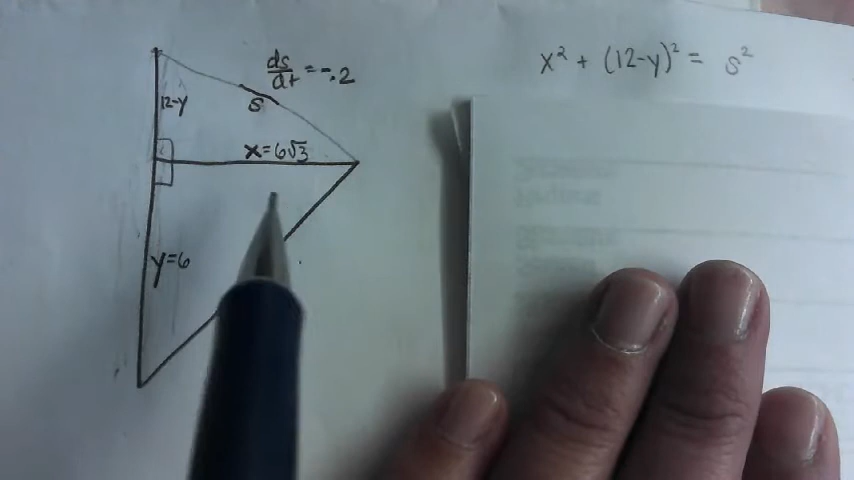 ds/dt = -.2
x² + (12-y)² = s²
12-y
s
x = 6√3
y = 6